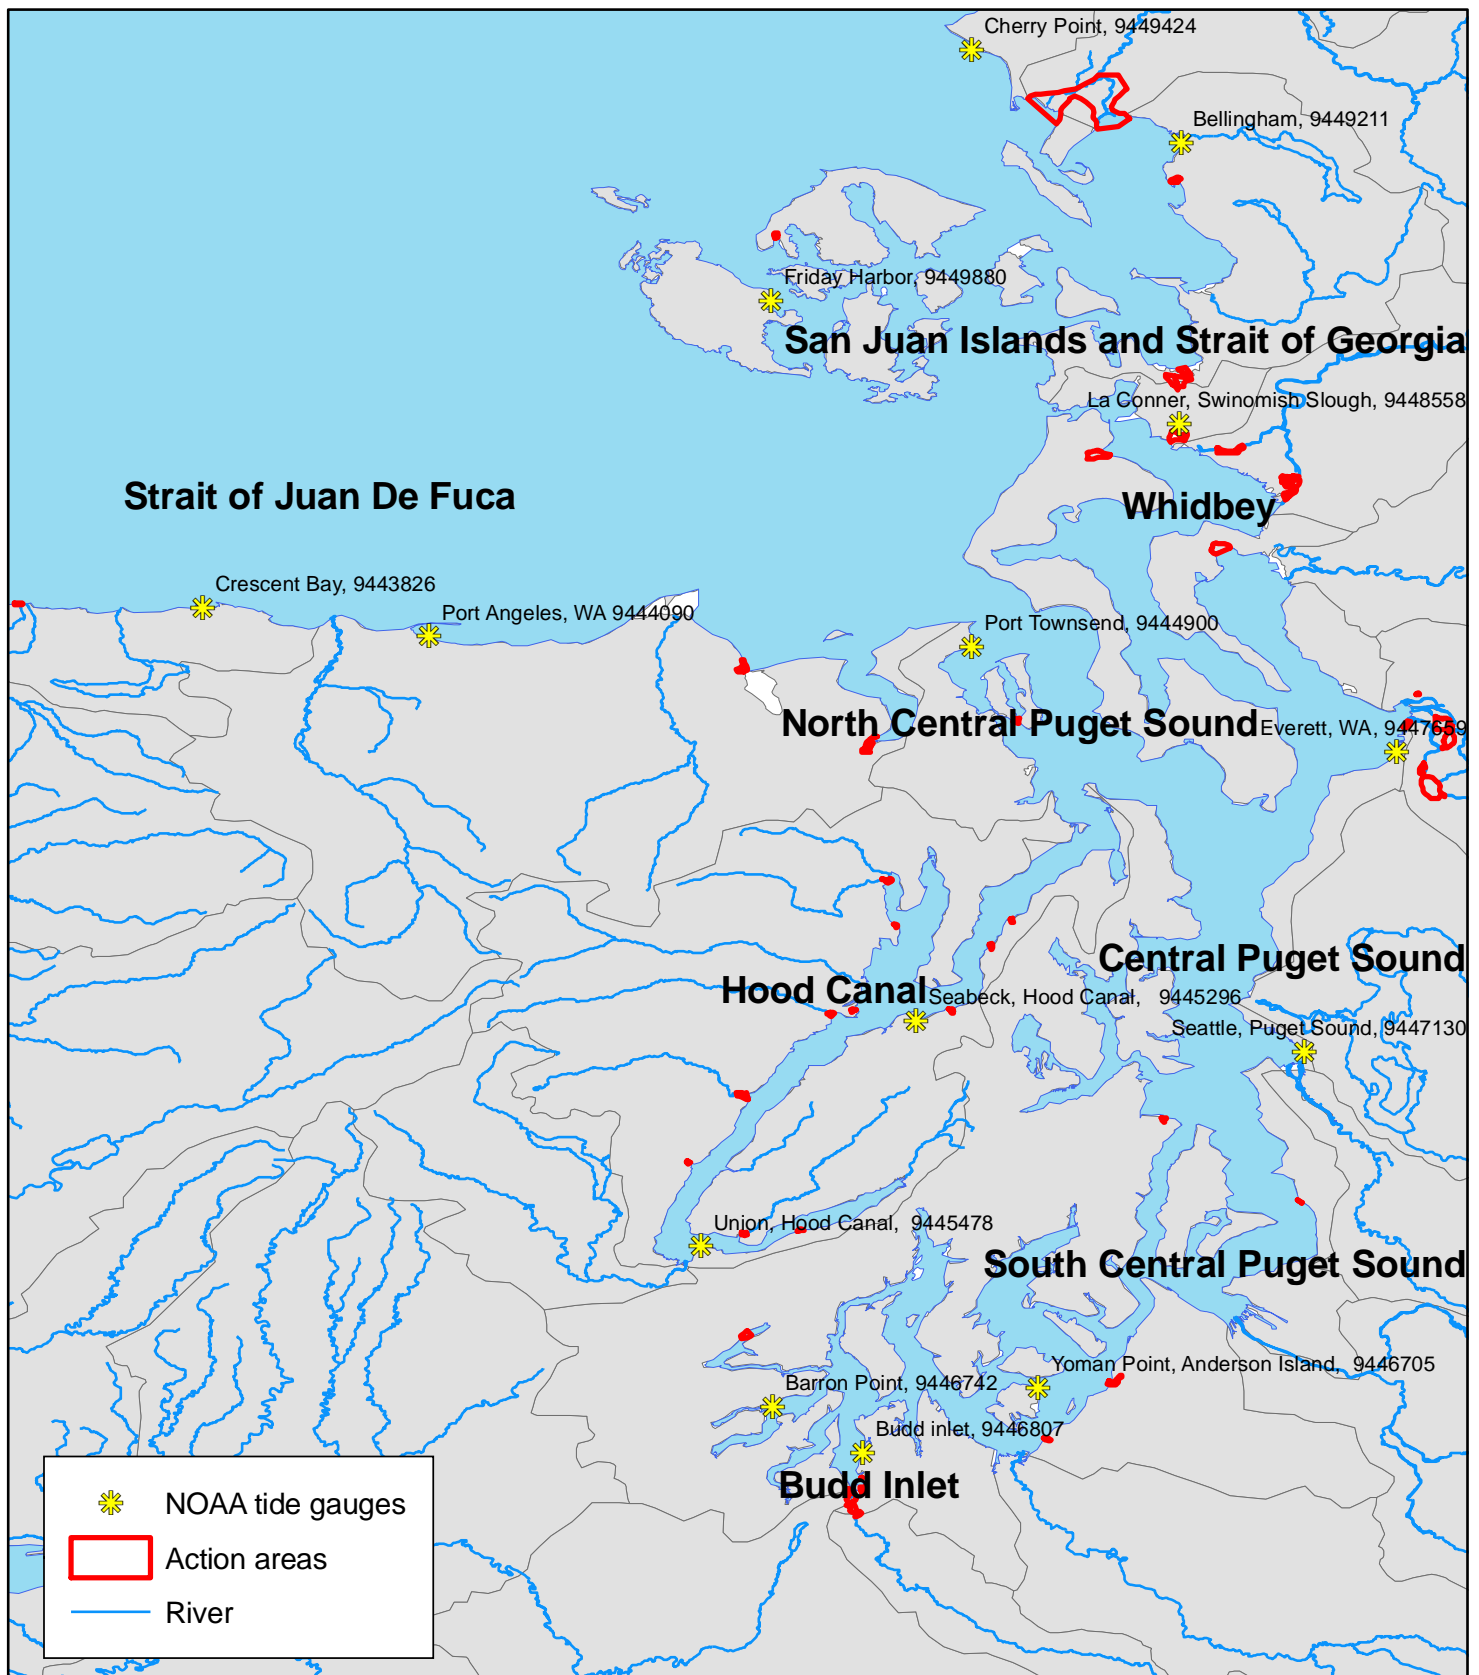 Cherry Point, 9449424
Bellingham, 9449211
Friday Harbor, 9449880
San Juan Islands and Strait of Georgia
La Conner, Swinomish Slough, 9448558
Strait of Juan De Fuca
Whidbey
Crescent Bay, 9443826
Port Angeles, WA 9444090
Port Townsend, 9444900
North Central Puget Sound
Everett, WA, 9447659
Central Puget Sound
Hood Canal
Seabeck, Hood Canal, 9445296
Seattle, Puget Sound, 9447130
Union, Hood Canal, 9445478
South Central Puget Sound
Yoman Point, Anderson Island, 9446705
Barron Point, 9446742
Budd inlet, 9446807
Budd Inlet
NOAA tide gauges
Action areas
River